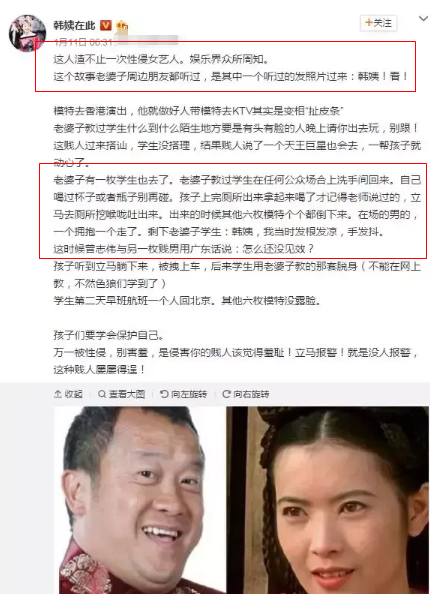 韩姨在此
+关注
1月11日 06:31
这人渣不止一次性侵女艺人。娱乐界众所周知。
这个故事老婆子周边朋友都听过，是其中一个听过的发照片过来：韩姨！看！
模特去香港演出，他就做好人带模特去KTV其实是变相“扯皮条”
老婆子教过学生什么到什么陌生地方要是有头有脸的人晚上请你出去玩，别跟！
这贱人过来搭讪，学生没搭理，结果贱人说了一个天王巨星也会去，一帮孩子就
动心了。
老婆子有一枚学生也去了。老婆子教过学生在任何公众场合上洗手间回来。自己
喝过杯子或者瓶子别再碰。孩子上完厕所出来拿起来喝了才记得老师说过的，立
马去厕所挖喉咙吐出来。出来的时候其他六枚模特个个都倒下来。在场的男的，
一个拥抱一个走了。剩下老婆子学生：韩姨，我当时发根发凉，手发抖。
这时候曾志伟与另一枚贱男用广东话说：怎么还没见效？
孩子听到立马躺下来，被拽上车，后来学生用老婆子教的那套脱身（不能在网上
教，不然色狼们学到了）
学生第二天早班航班一个人回北京。其他六枚模特没露脸。
孩子们要学会保护自己。
万一被性侵，别害羞，是侵害你的贱人该觉得羞耻！立马报警！就是没人报警，
这种贱人屡屡得逞！
收起
查看大图
向左旋转
向右旋转